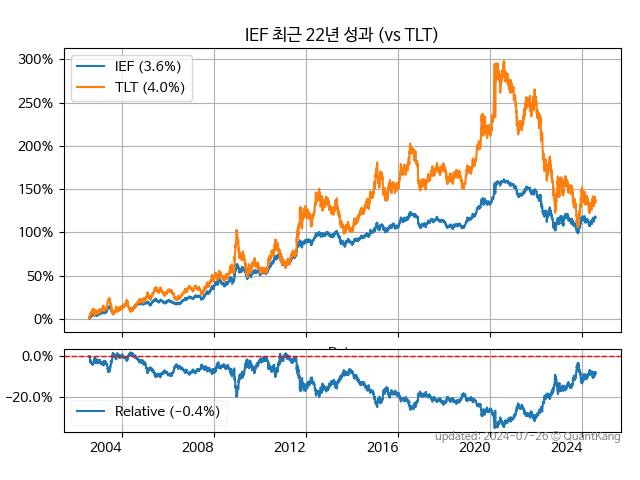 IEF 최근 22년 성과 (vs TLT)
IEF (3.6%)
TLT (4.0%)
300%
250%
200%
150%
100%
50%
0%
0.0%
−20.0%
Relative (−0.4%)
2004 2008 2012 2016 2020 2024
updated: 2024-07-26 © QuantKang